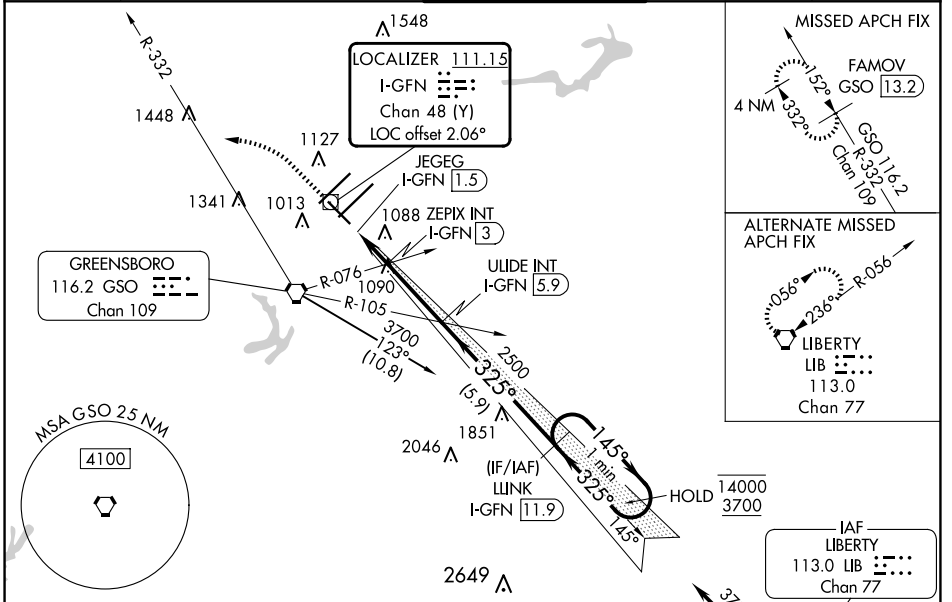 1548
R-332
LOCALIZER 111.15
I-GFN
Chan 48 (Y)
LOC offset 2.06°
1448
1127
JEGEG
I-GFN 1.5
1341
1013
1088
ZEPIX INT
I-GFN 3
GREENSBORO
116.2 GSO
Chan 109
R-076
1090
ULIDE INT
I-GFN 5.9
R-105
3700
123°
(10.8)
2500
325°
(5.9)
1851
2046
145°
1 min
(IF/IAF)
LLINK
I-GFN 11.9
325°
HOLD
14000
3700
145°
MSA GSO 25 NM
4100
2649
IAF
LIBERTY
113.0 LIB
Chan 77
MISSED APCH FIX
FAMOV
GSO 13.2
152°
4 NM
332°
GSO 116.2
R-332
Chan 109
ALTERNATE MISSED
APCH FIX
056°
236°
R-056
LIBERTY
LIB
113.0
Chan 77